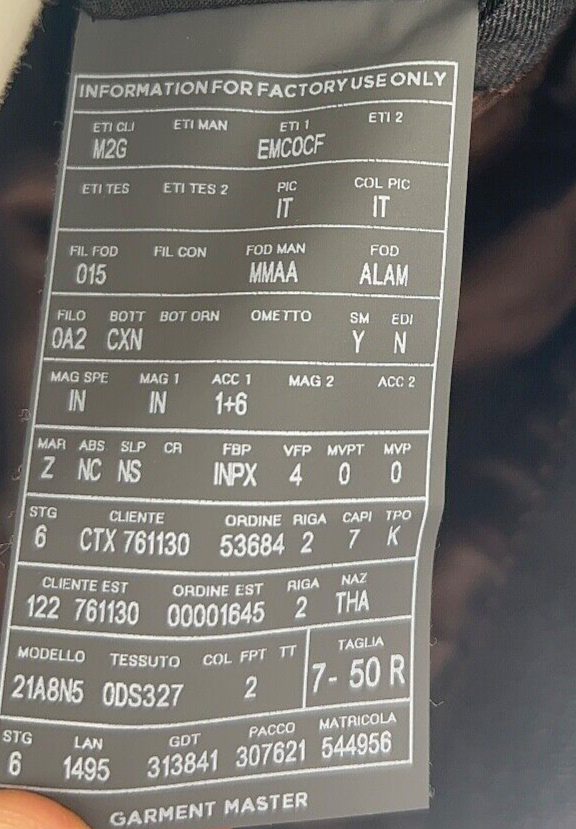 INFORMATION FOR FACTORY USE ONLY
ETI CLI ETI MAN ETI 1 ETI 2
M2G EMCOCF
ETI TES ETI TES 2 PIC COL PIC
IT IT
FIL FOD FIL CON FOD MAN FOD
015 MMAA ALAM
FILO BOTT BOT ORN OMETTO SM EDI
0A2 CXN Y N
MAG SPE MAG 1 ACC 1 MAG 2 ACC 2
IN IN 1+6
MAR ABS SLP CR FBP VFP MVPT MVP
Z NC NS INPX 4 0 0
STG CLIENTE ORDINE RIGA CAPI TPO
6 CTX 761130 53684 2 7 K
CLIENTE EST ORDINE EST RIGA NAZ
122 761130 00001645 2 THA
MODELLO TESSUTO COL FPT TT TAGLIA
21A8N5 0DS327 2 7- 50 R
STG LAN GDT PACCO MATRICOLA
6 1495 313841 307621 544956
GARMENT MASTER